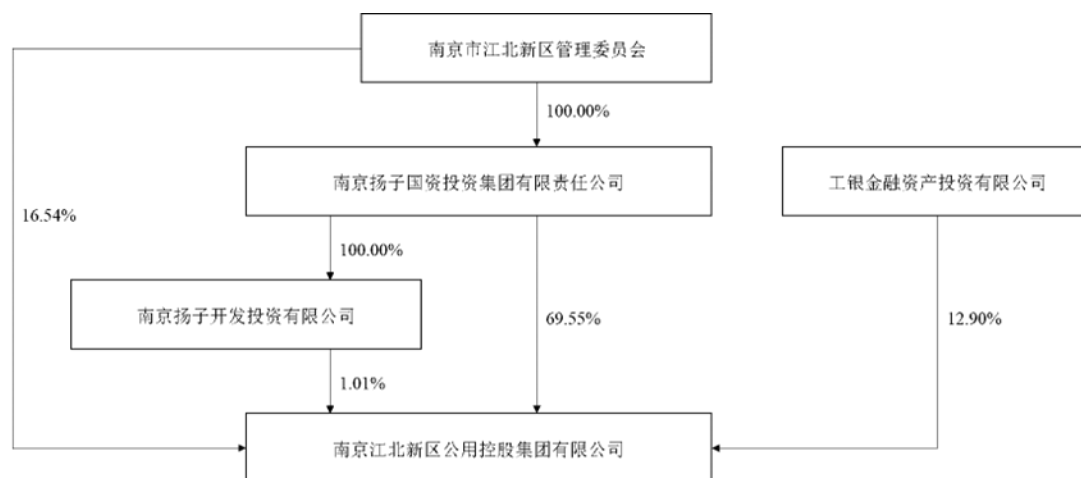 南京市江北新区管理委员会
100.00%
南京扬子国资投资集团有限责任公司
工银金融资产投资有限公司
16.54%
100.00%
南京扬子开发投资有限公司
69.55%
12.90%
1.01%
南京江北新区公用控股集团有限公司